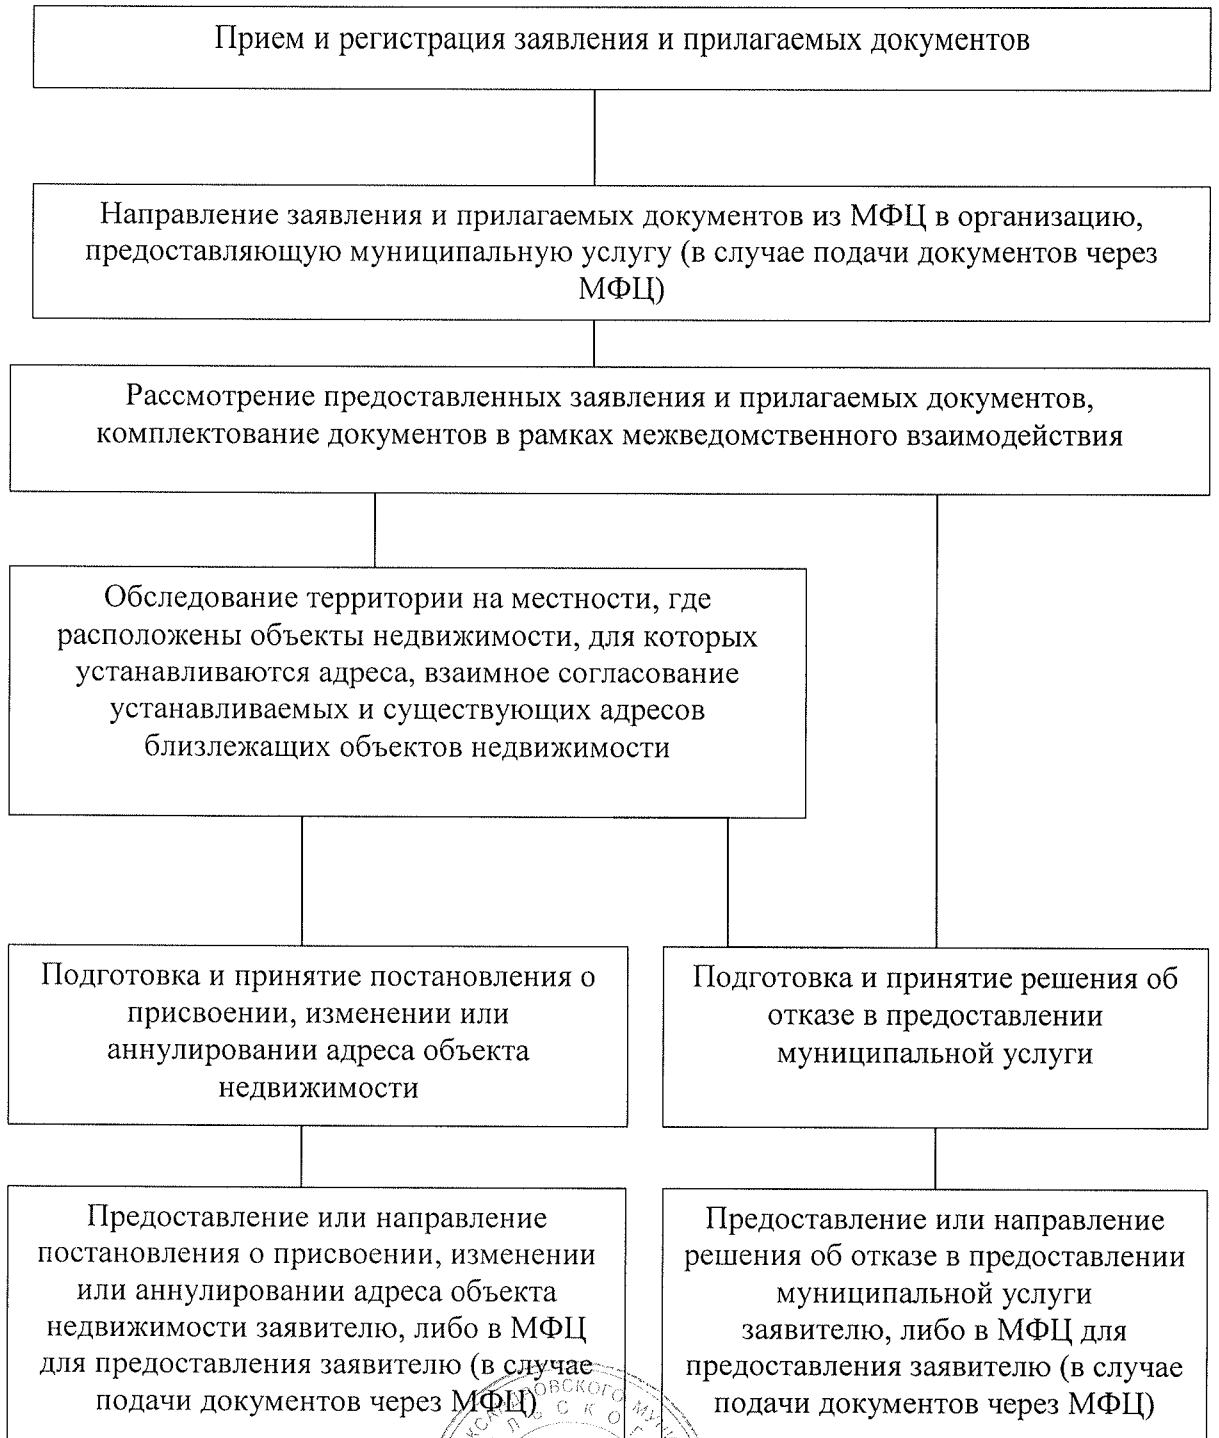 Прием и регистрация заявления и прилагаемых документов
Направление заявления и прилагаемых документов из МФЦ в организацию,
предоставляющую муниципальную услугу (в случае подачи документов через
МФЦ)
Рассмотрение предоставленных заявления и прилагаемых документов,
комплектование документов в рамках межведомственного взаимодействия
Обследование территории на местности, где
расположены объекты недвижимости, для которых
устанавливаются адреса, взаимное согласование
устанавливаемых и существующих адресов
близлежащих объектов недвижимости
Подготовка и принятие постановления о
присвоении, изменении или
аннулировании адреса объекта
недвижимости
Подготовка и принятие решения об
отказе в предоставлении
муниципальной услуги
Предоставление или направление
постановления о присвоении, изменении
или аннулировании адреса объекта
недвижимости заявителю, либо в МФЦ
для предоставления заявителю (в случае
подачи документов через МФЦ)
Предоставление или направление
решения об отказе в предоставлении
муниципальной услуги
заявителю, либо в МФЦ для
предоставления заявителю (в случае
подачи документов через МФЦ)